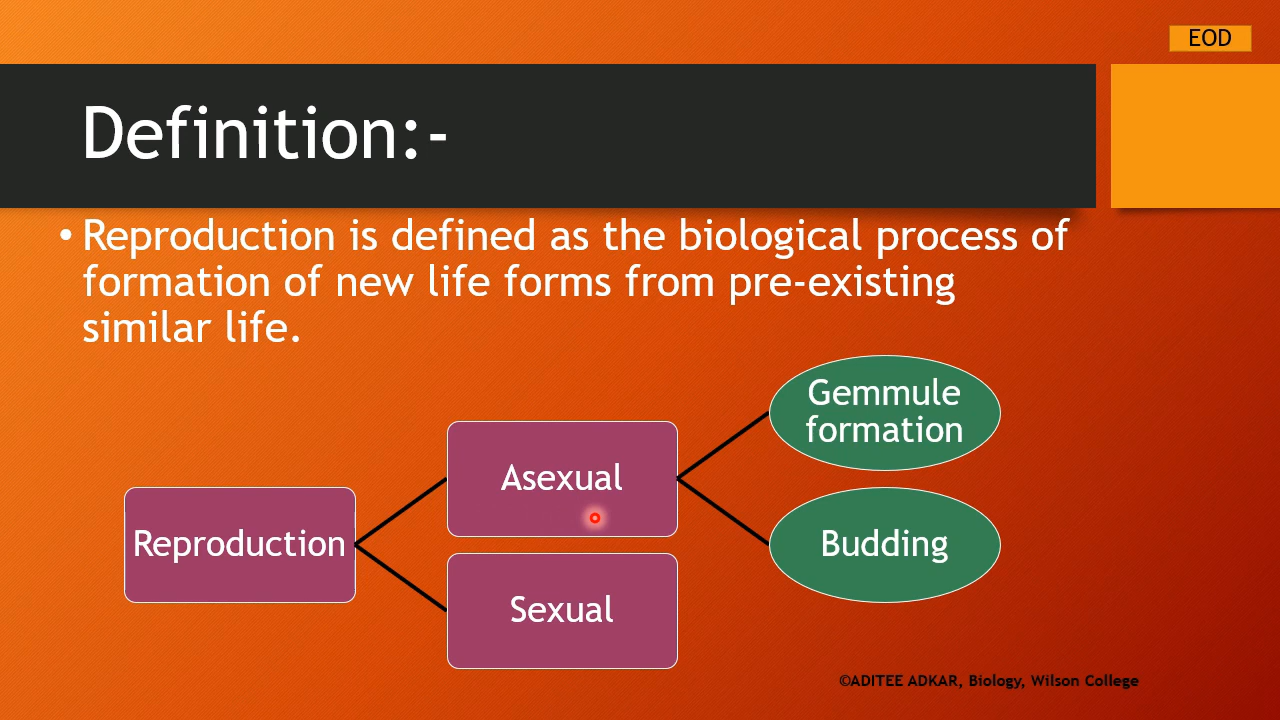 EOD
Definition:-
• Reproduction is defined as the biological process of
formation of new life forms from pre-existing
similar life.
Gemmule
formation
Asexual
Reproduction
Budding
Sexual
©ADITEE ADKAR, Biology, Wilson College